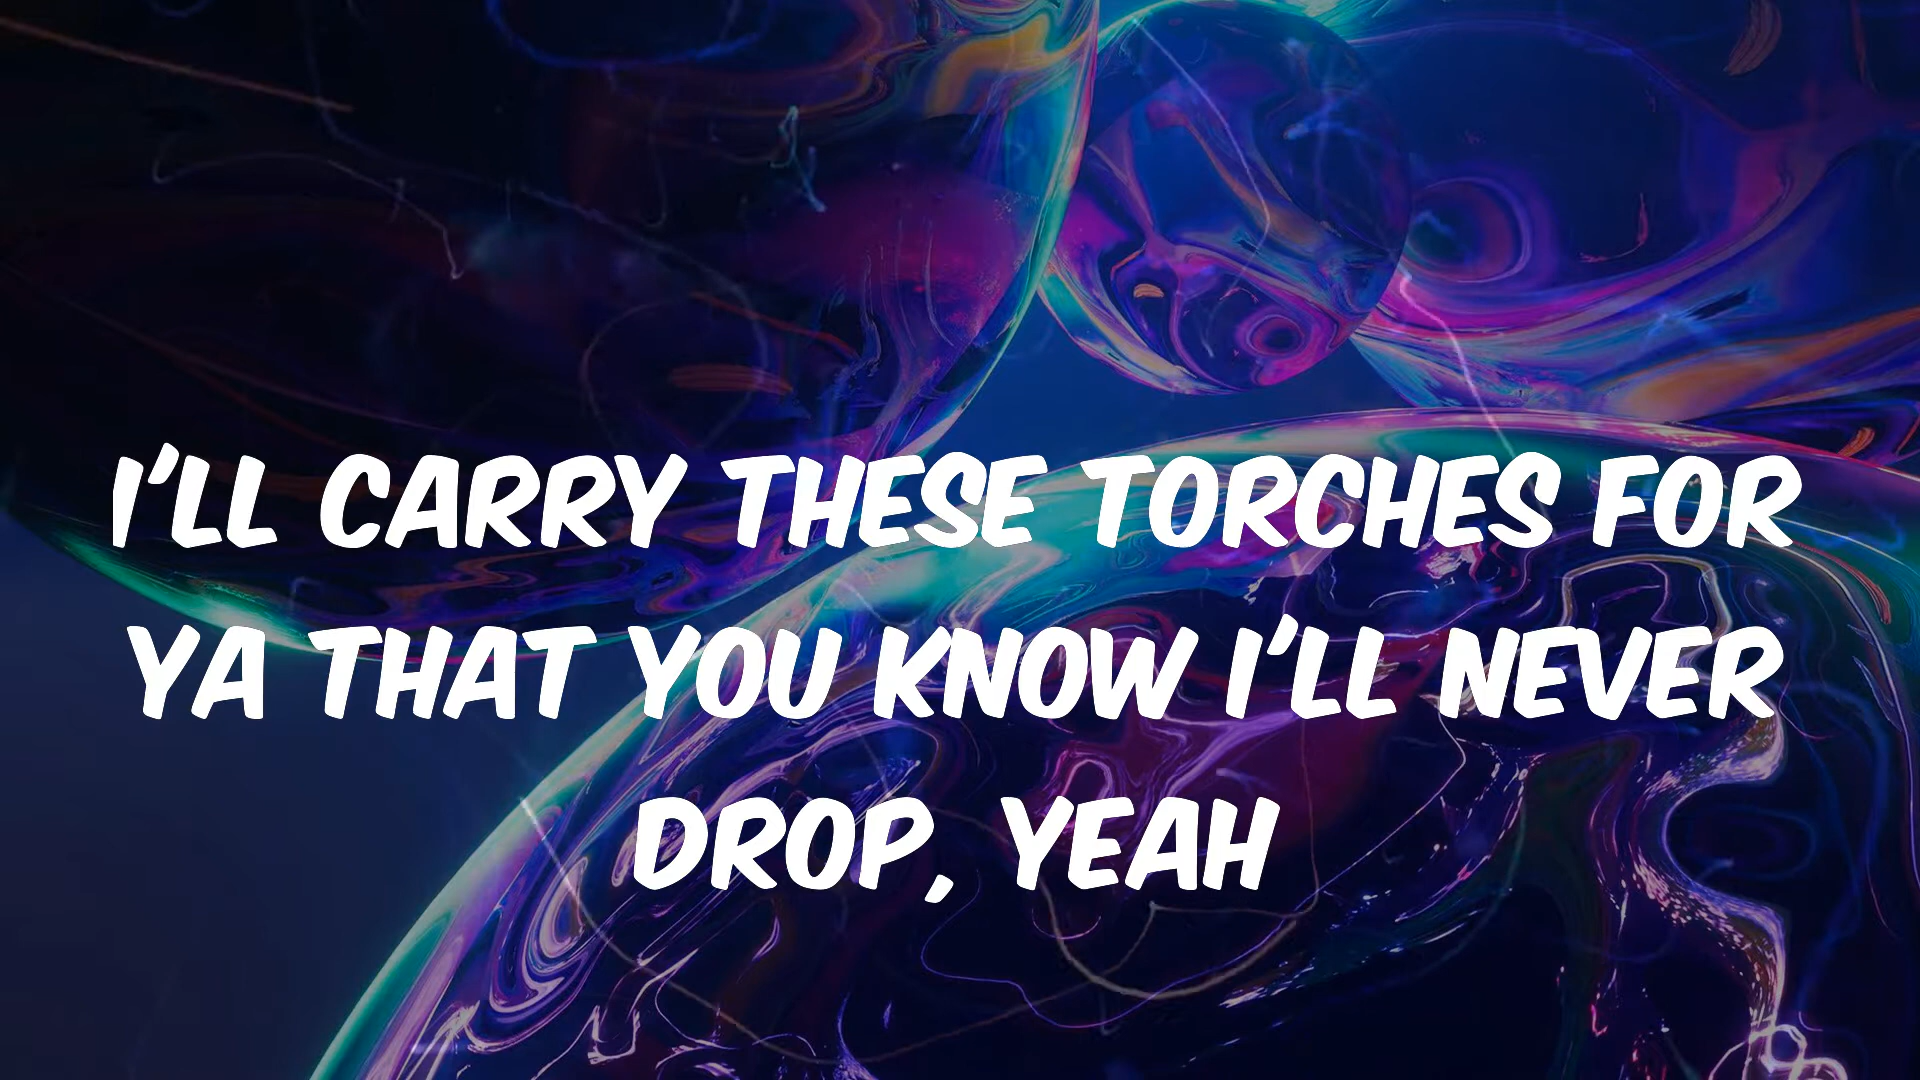 I'LL CARRY THESE TORCHES FOR
YA THAT YOU KNOW I'LL NEVER
DROP, YEAH